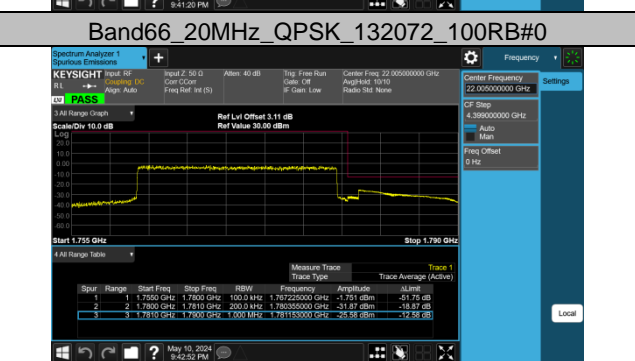 9:41:20 PM
Band66_20MHz_QPSK_132072_100RB#0
Spectrum Analyzer 1
Spurious Emissions
Frequency
KEYSIGHT Input: RF Input Z: 50 Ω Atten: 40 dB Trig: Free Run Center Freq: 22.005000000 GHz
RL Coupling: DC Corr CCorr Gate: Off Avg|Hold: 10/10
Align: Auto Freq Ref: Int (S) IF Gain: Low Radio Std: None
PASS
Center Frequency
22.005000000 GHz
Settings
CF Step
4.399000000 GHz
Auto
Man
Freq Offset
0 Hz
3 All Range Graph
Ref Lvl Offset 3.11 dB
Scale/Div 10.0 dB Ref Value 30.00 dBm
Log
20.0
10.0
0.00
-10.0
-20.0
-30.0
-40.0
-50.0
-60.0
Start 1.755 GHz Stop 1.790 GHz
4 All Range Table
Measure Trace Trace 1
Trace Type Trace Average (Active)
Spur Range Start Freq Stop Freq RBW Frequency Amplitude ΔLimit
1 1 1.7550 GHz 1.7800 GHz 100.0 kHz 1.767225000 GHz -1.751 dBm -51.75 dB
2 2 1.7800 GHz 1.7810 GHz 200.0 kHz 1.780355000 GHz -31.87 dBm -18.87 dB
3 3 1.7810 GHz 1.7900 GHz 1.000 MHz 1.781153000 GHz -25.58 dBm -12.58 dB
Local
May 10, 2024
9:42:52 PM